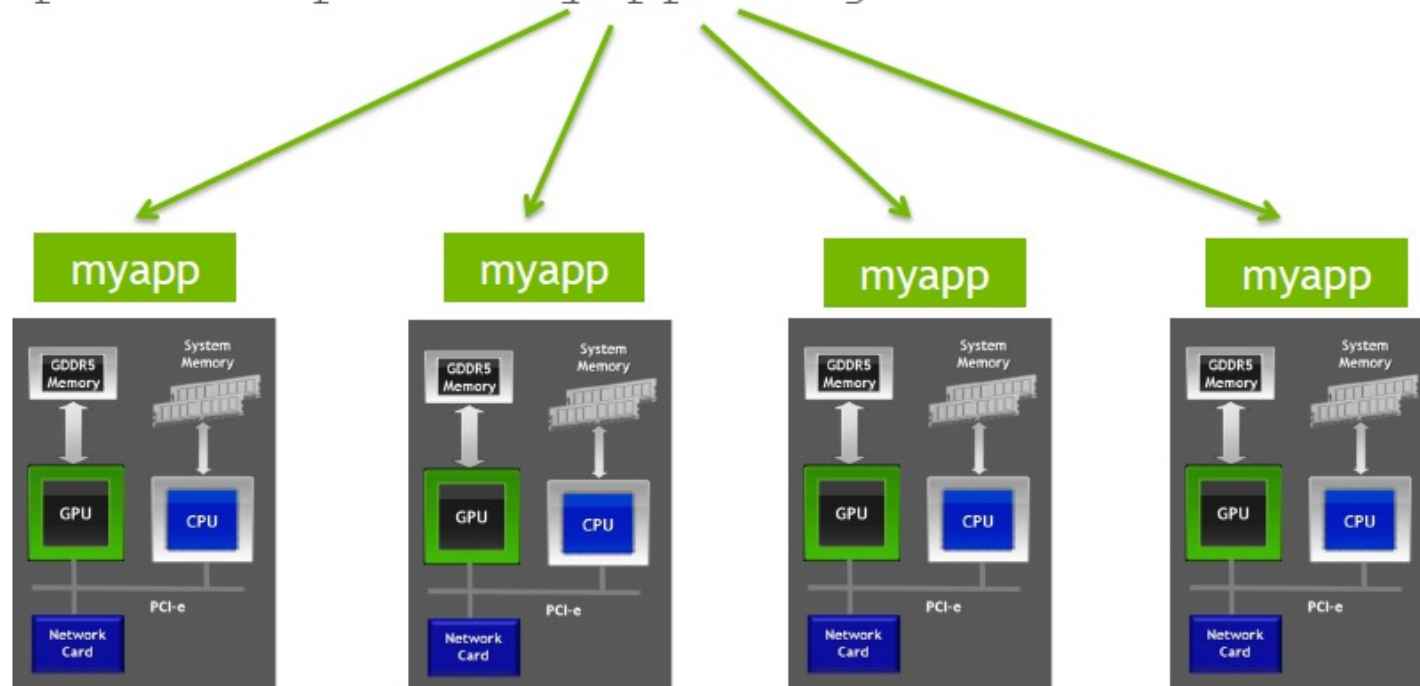 myapp
myapp
myapp
myapp
GDDR5
Memory
System
Memory
GPU
CPU
PCI-e
Network
Card
GDDR5
Memory
System
Memory
GPU
CPU
PCI-e
Network
Card
GDDR5
Memory
System
Memory
GPU
CPU
PCI-e
Network
Card
GDDR5
Memory
System
Memory
GPU
CPU
PCI-e
Network
Card